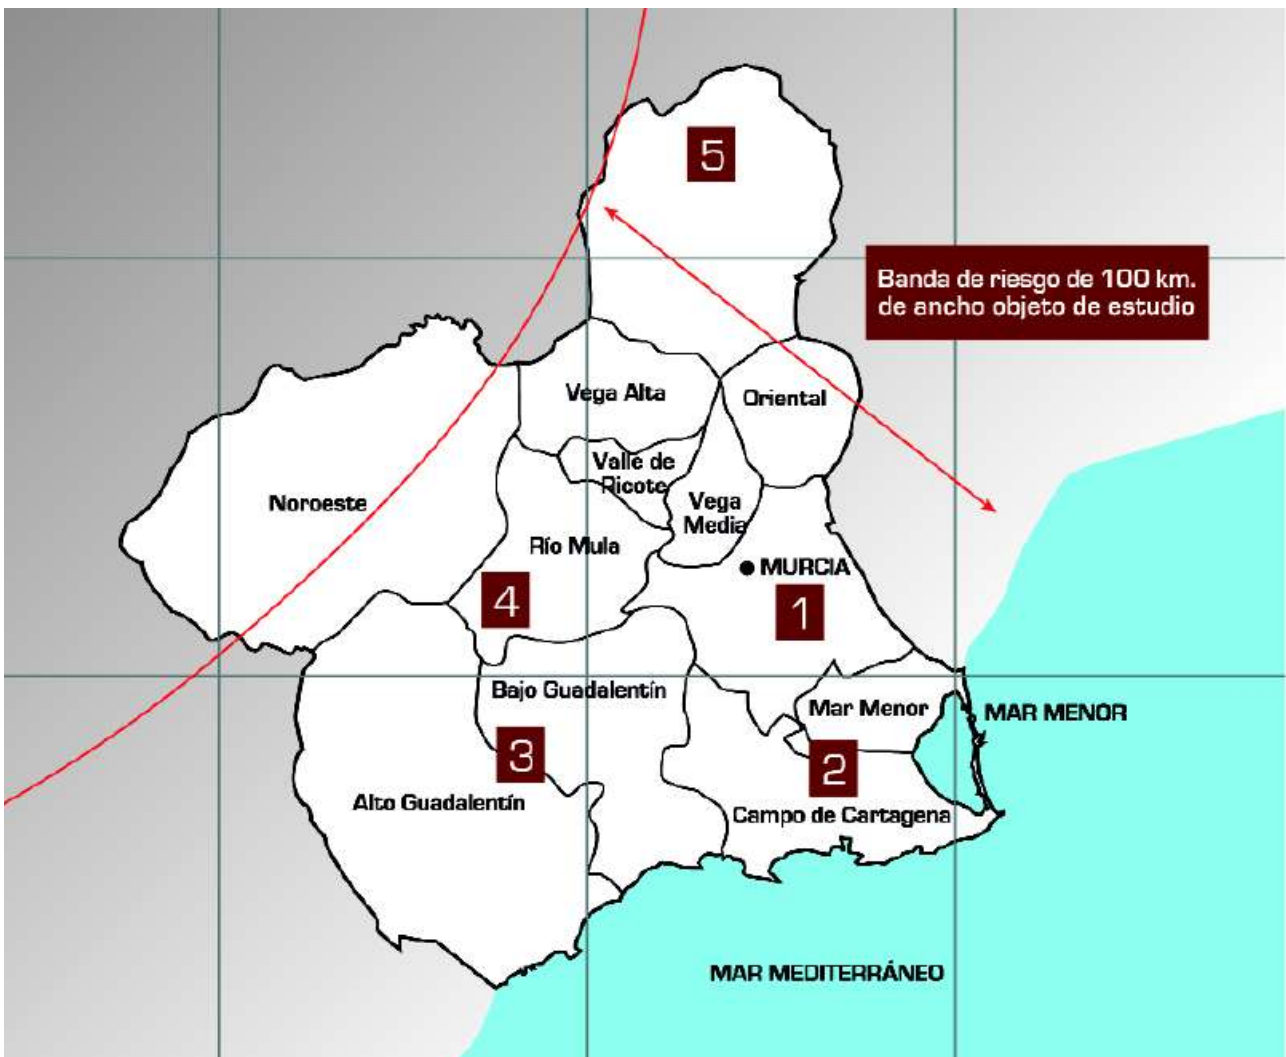 5
Banda de riesgo de 100 km.
de ancho objeto de estudio
Vega Alta
Oriental
Valle de
Ricote
Noroeste
Vega
Media
Río Mula
MURCIA
4
1
Bajo Guadalentín
Mar Menor
MAR MENOR
3
2
Alto Guadalentín
Campo de Cartagena
MAR MEDITERRÁNEO